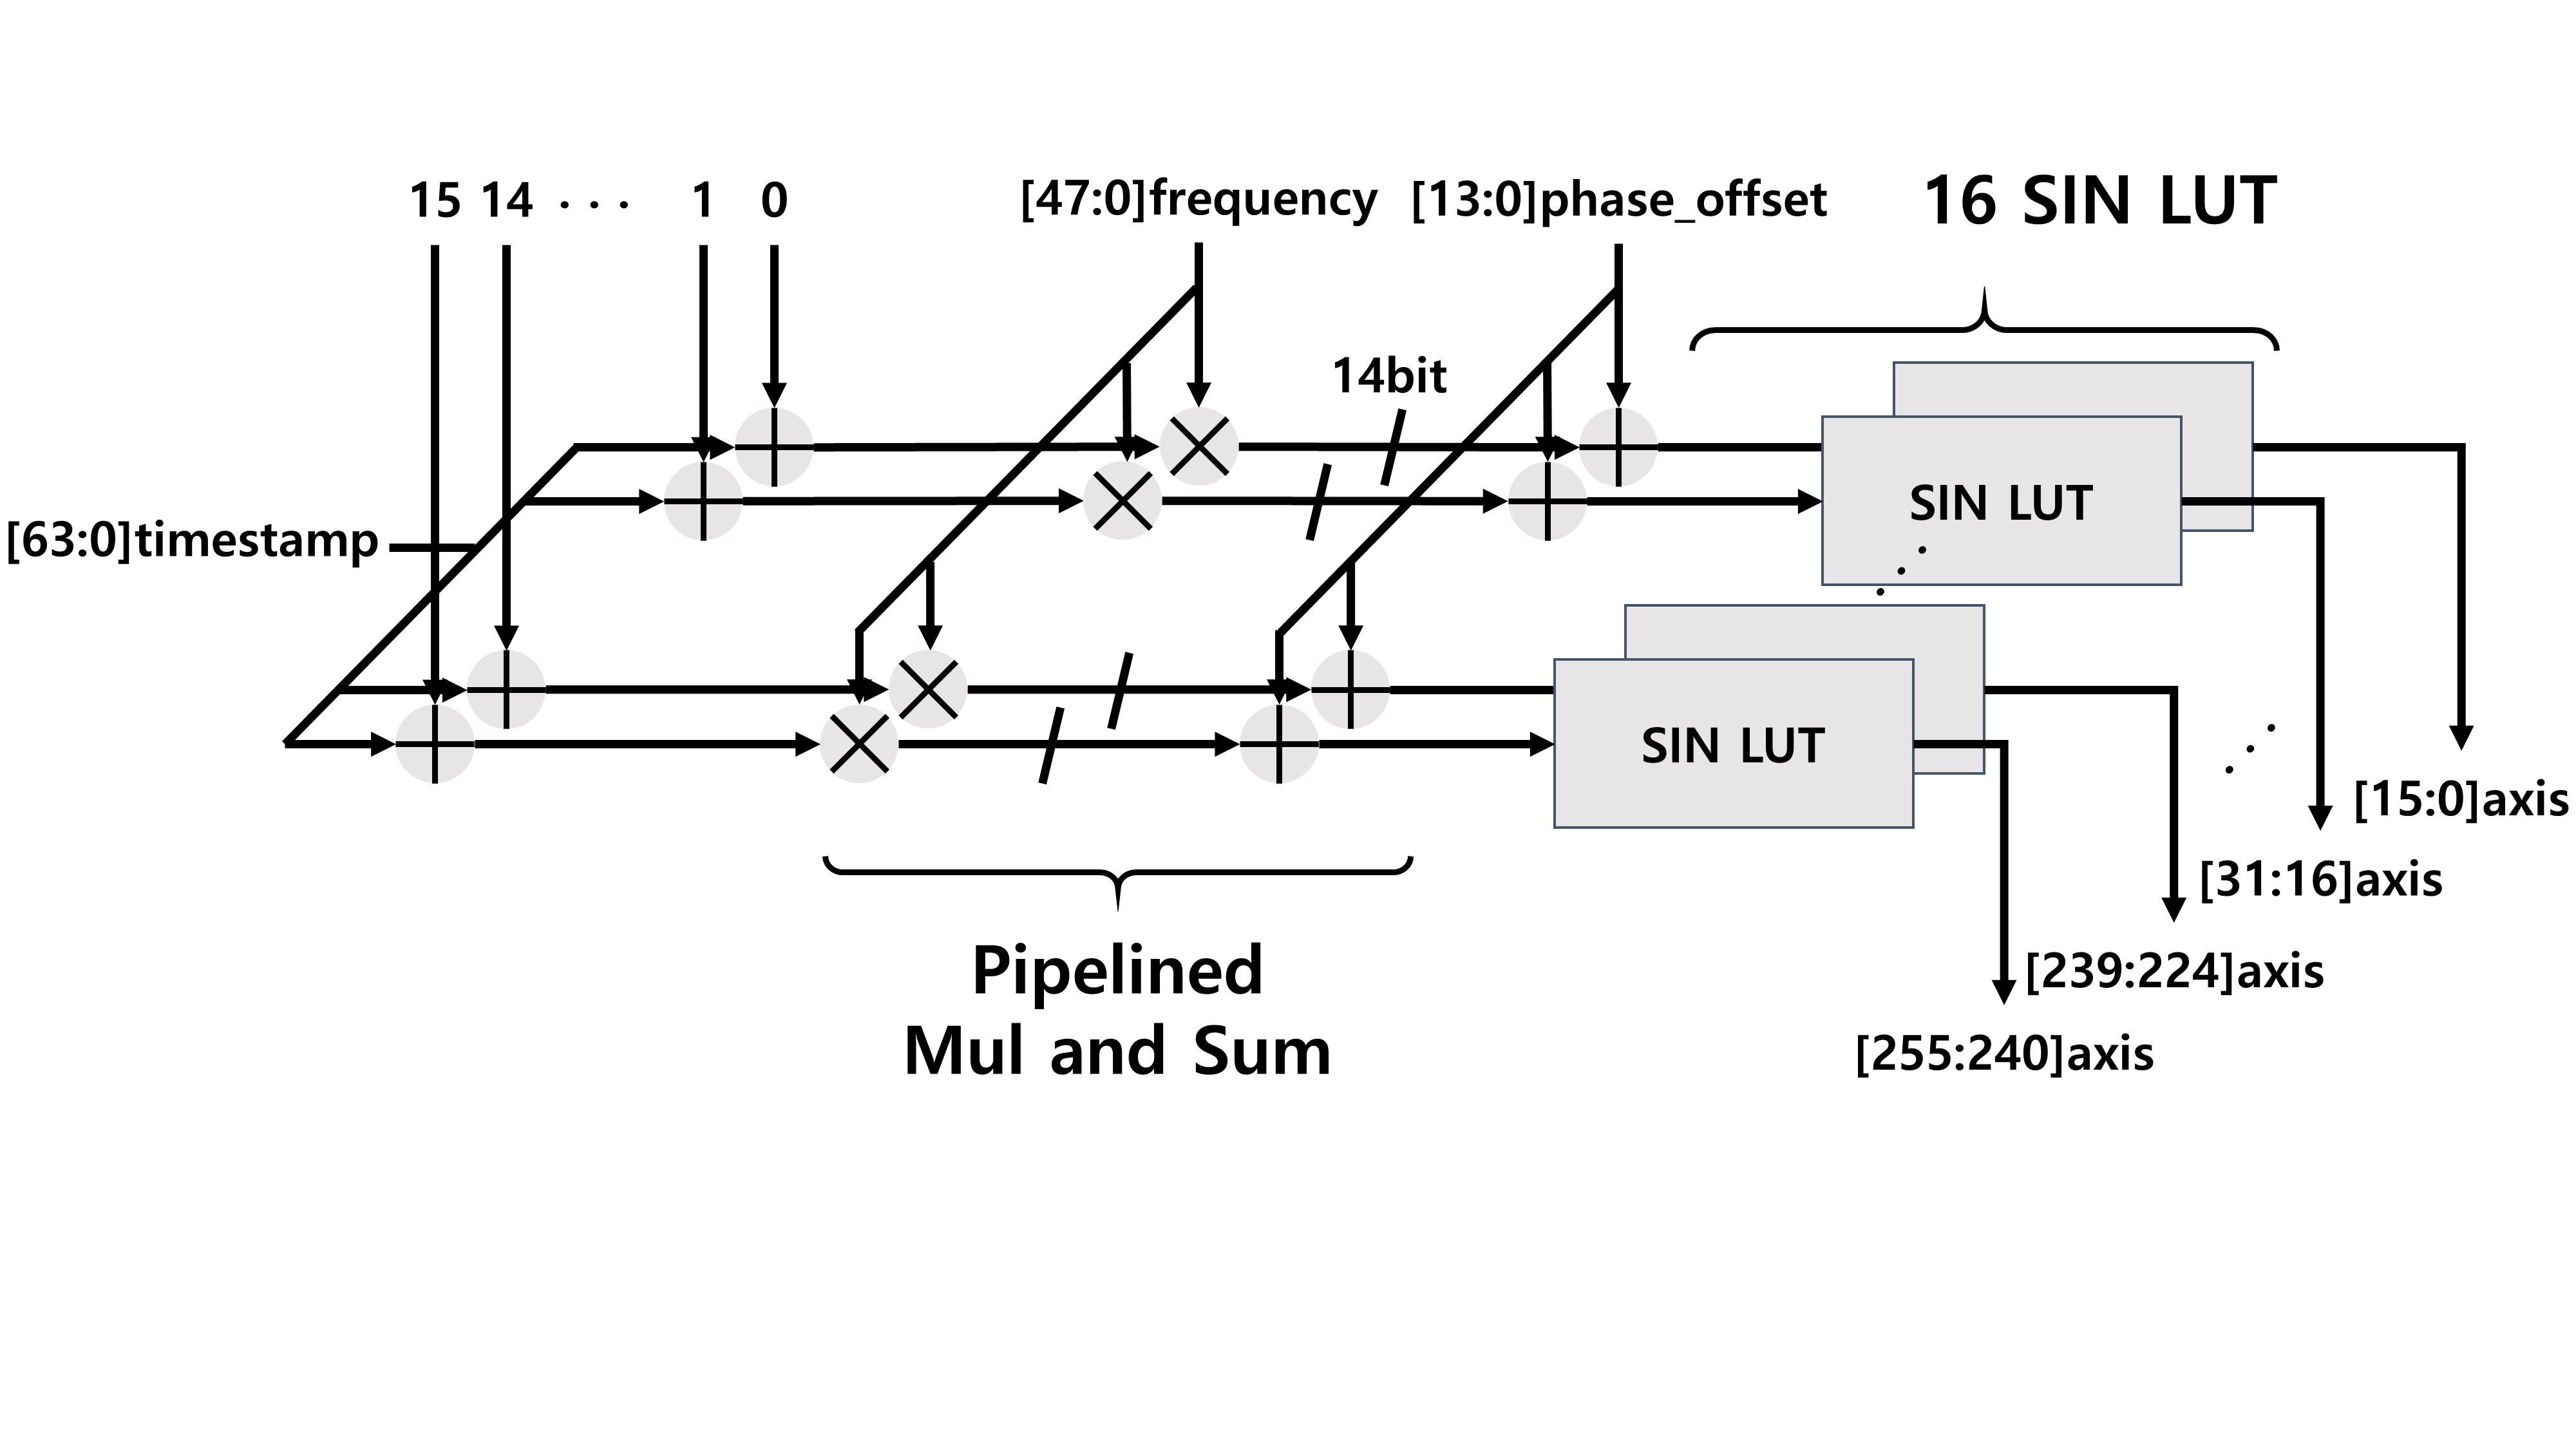 15 14 · · · 1 0
[47:0]frequency
[13:0]phase_offset
16 SIN LUT
14bit
[63:0]timestamp
SIN LUT
SIN LUT
[15:0]axis
[31:16]axis
[239:224]axis
[255:240]axis
Pipelined
Mul and Sum